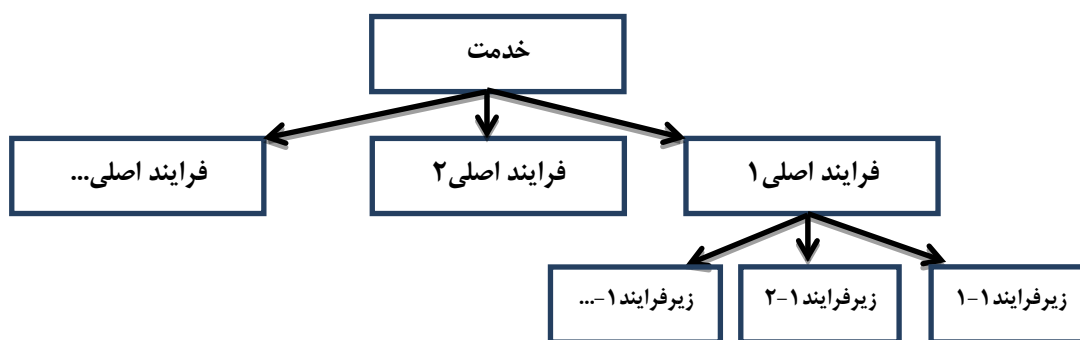 خدمت
فرایند اصلی۱
فرایند اصلی۲
فرایند اصلی...
زیرفرایند۱-۱
زیرفرایند۱-۲
زیرفرایند۱-...